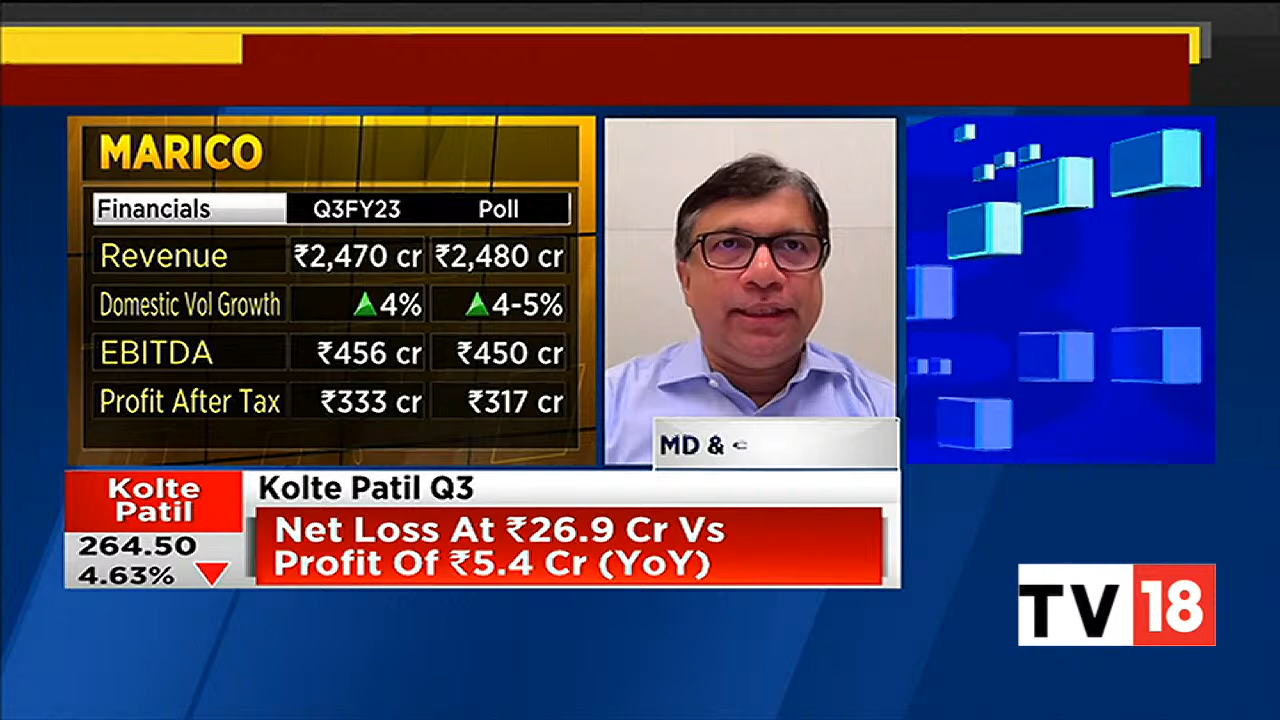 MARICO
Financials Q3FY23 Poll
Revenue ₹2,470 cr ₹2,480 cr
Domestic Vol Growth 4% 4-5%
EBITDA ₹456 cr ₹450 cr
Profit After Tax ₹333 cr ₹317 cr
MD &
Kolte
Patil
264.50
4.63%
Kolte Patil Q3
Net Loss At ₹26.9 Cr Vs
Profit Of ₹5.4 Cr (YoY)
TV18